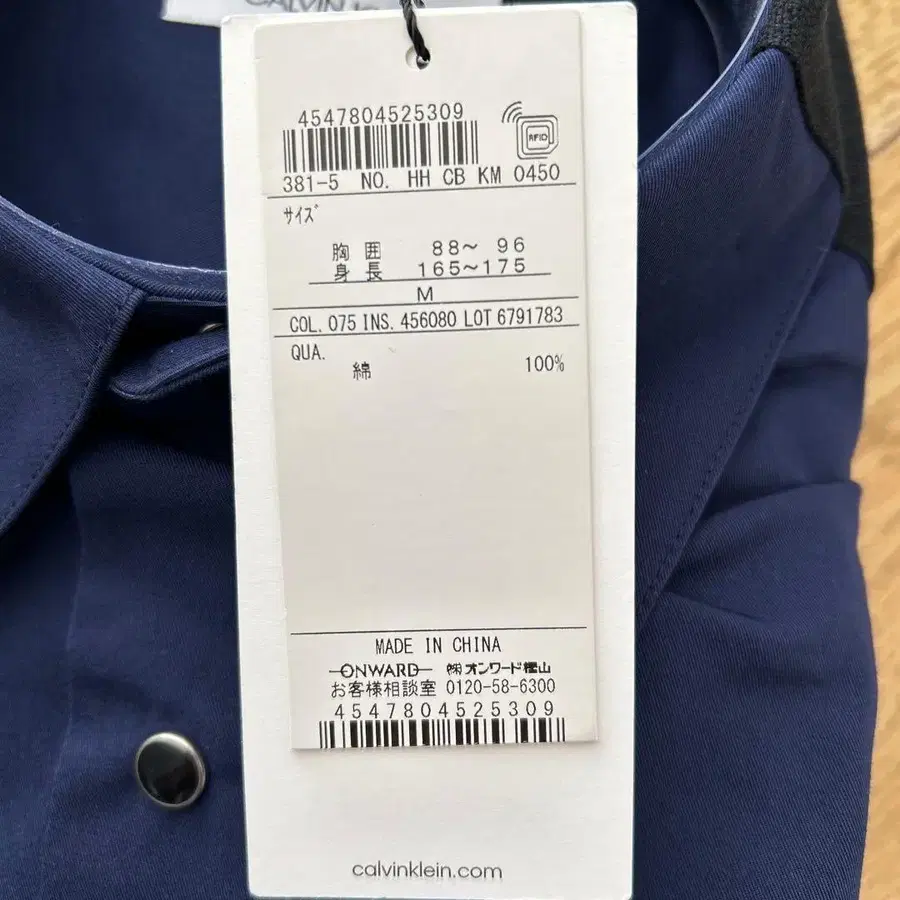 CALVIN
4547804525309
RFID
381-5 NO. HH CB KM 0450
サイズ
胸囲 88～ 96
身長 165～175
M
COL. 075 INS. 456080 LOT 6791783
QUA.
綿 100%
MADE IN CHINA
ONWARD ㈱オンワード樫山
お客様相談室 0120-58-6300
4547804525309
calvinklein.com